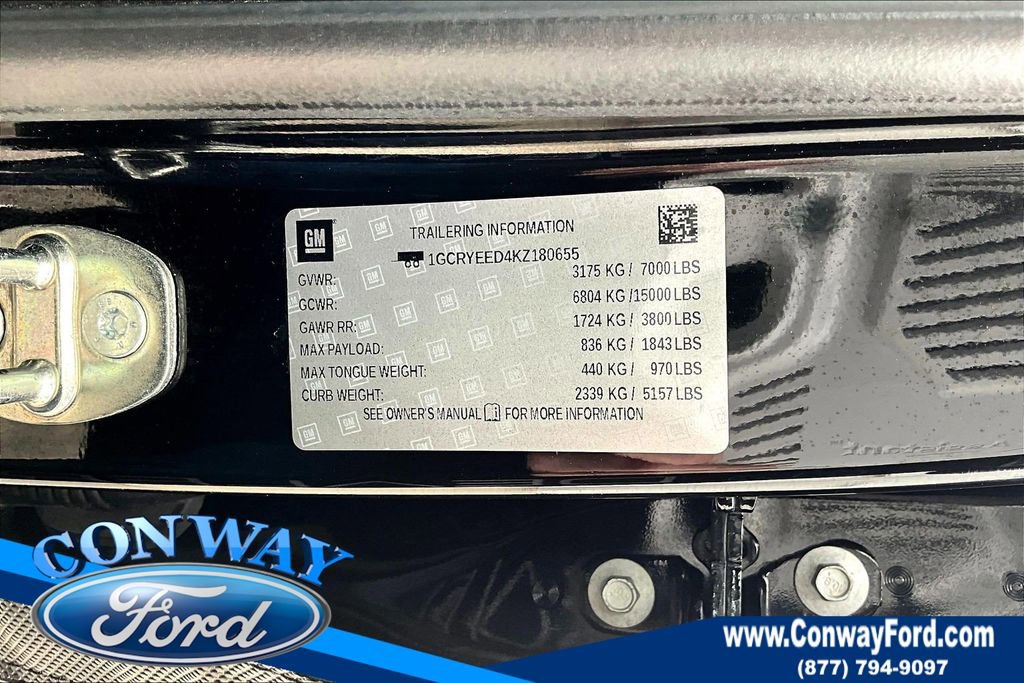 GM
TRAILERING INFORMATION
1GCRYEED4KZ180655
GVWR: 3175 KG / 7000 LBS
GCWR: 6804 KG /15000 LBS
GAWR RR: 1724 KG / 3800 LBS
MAX PAYLOAD: 836 KG / 1843 LBS
MAX TONGUE WEIGHT: 440 KG / 970 LBS
CURB WEIGHT: 2339 KG / 5157 LBS
SEE OWNER'S MANUAL FOR MORE INFORMATION
CONWAY
Ford
www.ConwayFord.com
(877) 794-9097